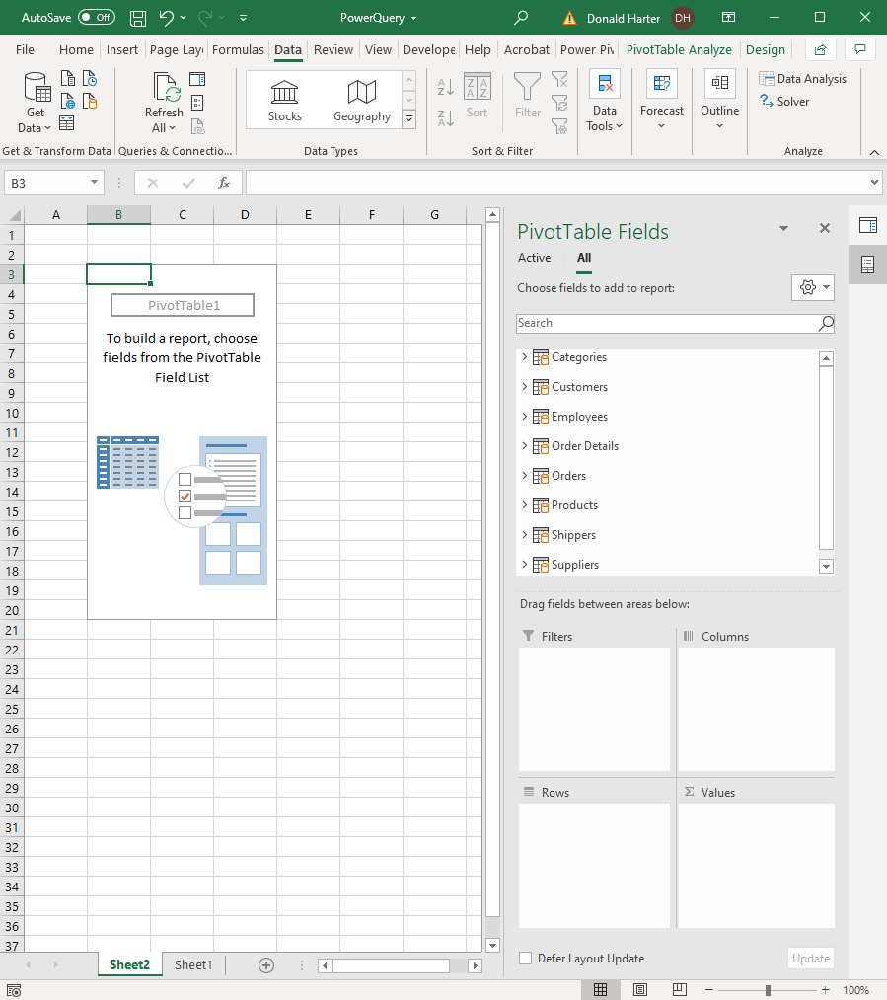 AutoSave Off PowerQuery Donald Harter DH
File Home Insert Page Lay Formulas Data Review View Develope Help Acrobat Power Piv PivotTable Analyze Design
Get
Data
Refresh
All
Stocks
Geography
A
Z
Z
A
Z A
A Z
Sort
Filter
Data
Tools
Forecast
Outline
Data Analysis
Solver
Get & Transform Data Queries & Connectio... Data Types Sort & Filter Analyze
B3 fx
A B C D E F G
1
2
3
4
5
6
7
8
9
10
11
12
13
14
15
16
17
18
19
20
21
22
23
24
25
26
27
28
29
30
31
32
33
34
35
36
37
PivotTable1
To build a report, choose
fields from the PivotTable
Field List
PivotTable Fields
Active All
Choose fields to add to report:
Search
Categories
Customers
Employees
Order Details
Orders
Products
Shippers
Suppliers
Drag fields between areas below:
Filters
Columns
Rows
Σ Values
Defer Layout Update
Update
Sheet2 Sheet1
100%